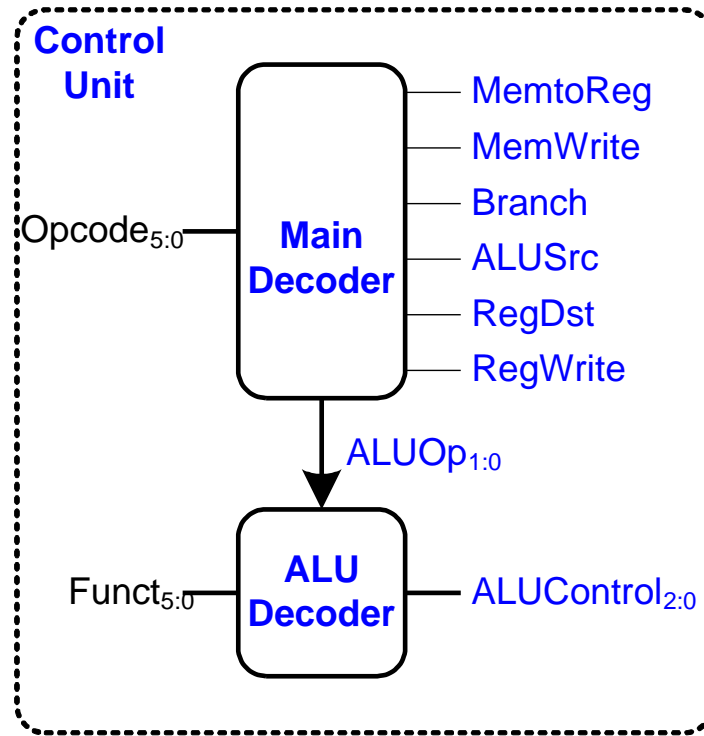 Control
Unit
MemtoReg
MemWrite
Branch
Opcode5:0
Main
Decoder
ALUSrc
RegDst
RegWrite
ALUOp1:0
Funct5:0
ALU
Decoder
ALUControl2:0